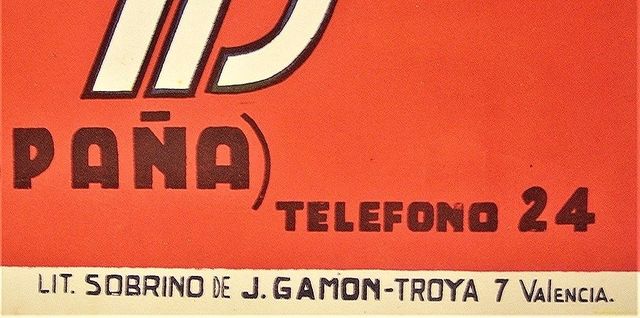 PAÑA)
TELEFONO 24
LIT. SOBRINO DE J. GAMON-TROYA 7 Valencia.